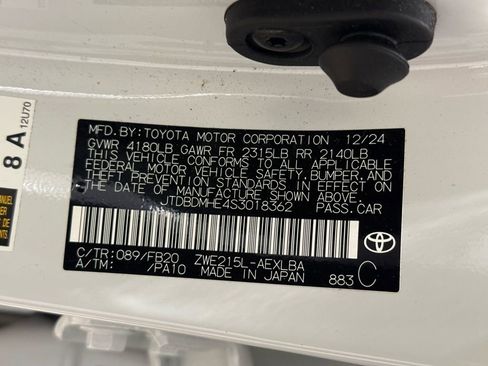 MFD.BY:TOYOTA MOTOR CORPORATION 12/24
GVWR 4180LB GAWR FR 2315LB RR 2140LB
THIS VEHICLE CONFORMS TO ALL APPLICABLE
FEDERAL MOTOR VEHICLE SAFETY,BUMPER,AND
THEFT PREVENTION STANDARDS IN EFFECT ON
THE DATE OF MANUFACTURE SHOWN ABOVE.
JTDBDMHE4S3018362 PASS.CAR
C/TR:089/FB20 ZWE215L-AEXLBA
A/TM: /PA10 MADE IN JAPAN 883 C
TOYOTA
8 A 12U70